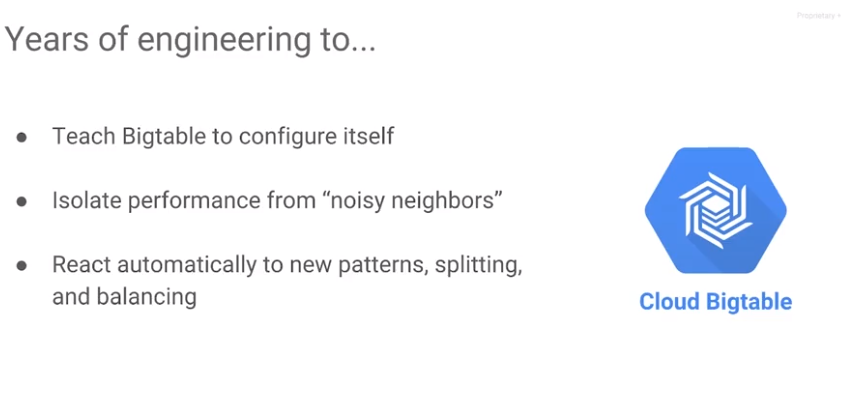 Proprietary +
Years of engineering to...
● Teach Bigtable to configure itself
● Isolate performance from “noisy neighbors”
● React automatically to new patterns, splitting,
and balancing
Cloud Bigtable